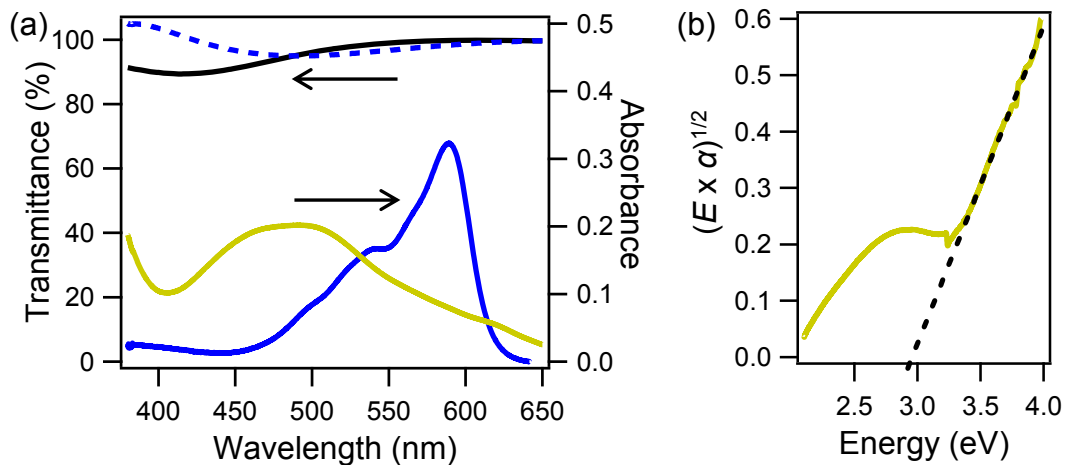 (a)
Transmittance (%)
100
80
60
40
20
0
0.5
0.4
0.3
0.2
0.1
0.0
Absorbance
400 450 500 550 600 650
Wavelength (nm)
(b)
(E x α)1/2
0.6
0.5
0.4
0.3
0.2
0.1
0.0
2.5 3.0 3.5 4.0
Energy (eV)